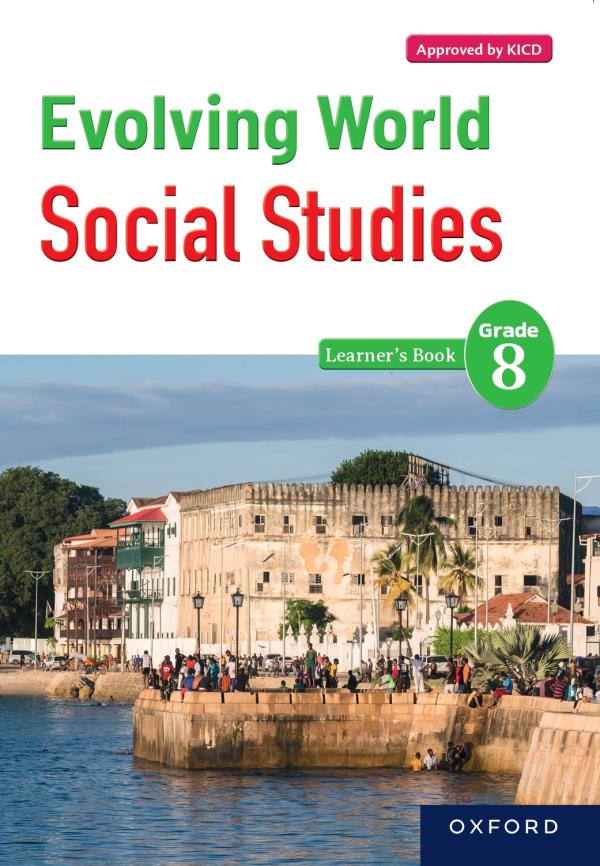 Approved by KICD
Evolving World
Social Studies
Learner's Book
Grade
8
OXFORD